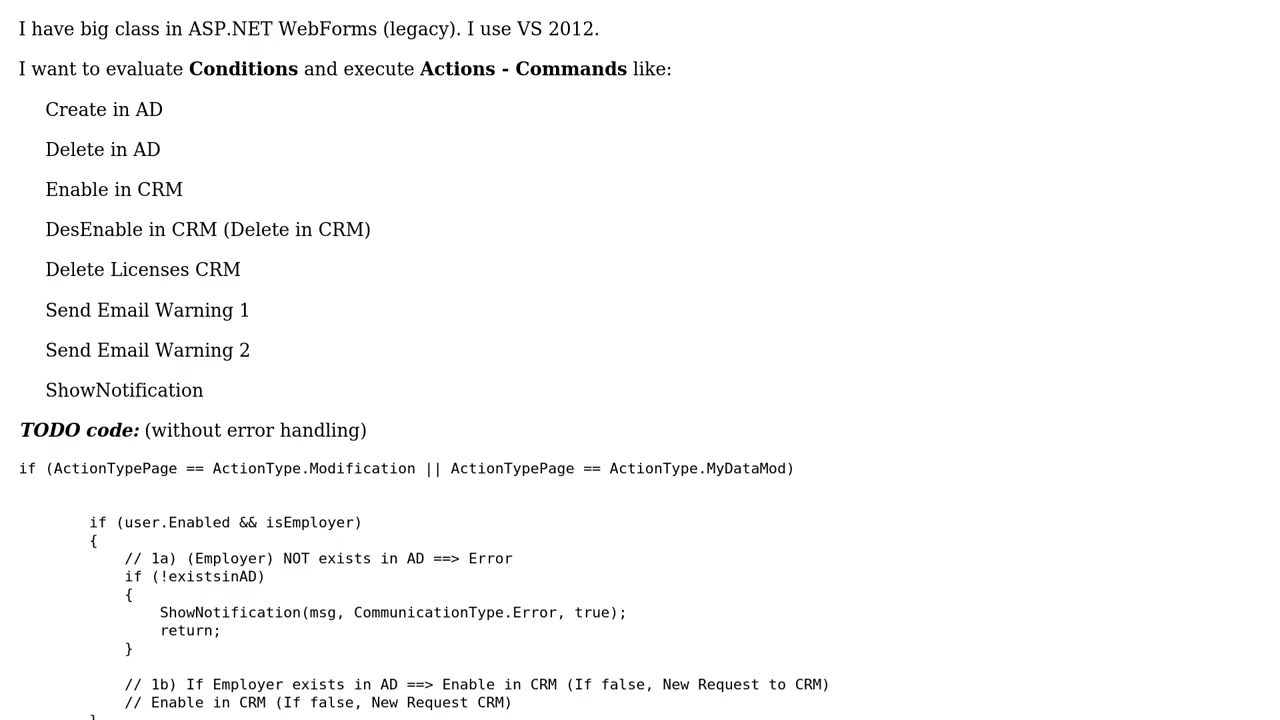 I have big class in ASP.NET WebForms (legacy). I use VS 2012.
I want to evaluate Conditions and execute Actions - Commands like:
Create in AD
Delete in AD
Enable in CRM
DesEnable in CRM (Delete in CRM)
Delete Licenses CRM
Send Email Warning 1
Send Email Warning 2
ShowNotification
TODO code: (without error handling)
if (ActionTypePage == ActionType.Modification || ActionTypePage == ActionType.MyDataMod)
if (user.Enabled && isEmployer)
{
// 1a) (Employer) NOT exists in AD ==> Error
if (!existsinAD)
{
ShowNotification(msg, CommunicationType.Error, true);
return;
}
// 1b) If Employer exists in AD ==> Enable in CRM (If false, New Request to CRM)
// Enable in CRM (If false, New Request CRM)
}